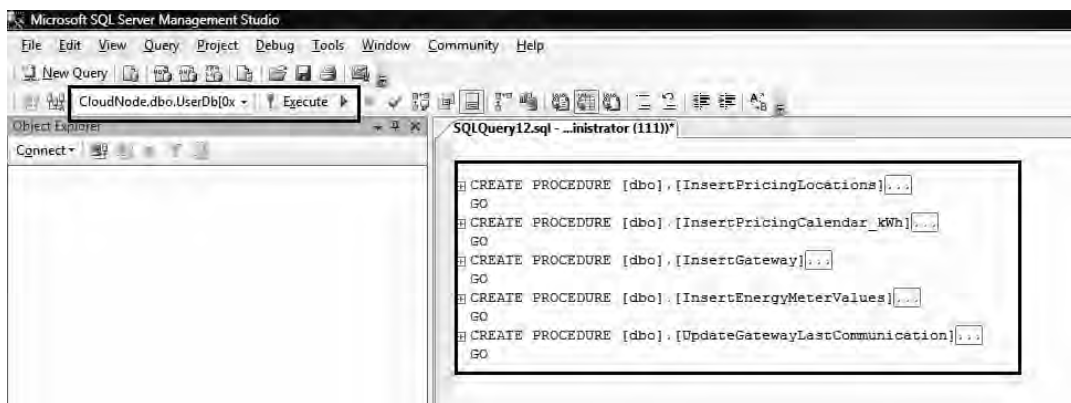 Microsoft SQL Server Management Studio
File Edit View Query Project Debug Tools Window Community Help
New Query
CloudNode.dbo.UserDb[0x Execute
Object Explorer
SQLQuery12.sql - ...inistrator (111))*
Connect
CREATE PROCEDURE [dbo].[InsertPricingLocations]...
GO
CREATE PROCEDURE [dbo].[InsertPricingCalendar_kWh]...
GO
CREATE PROCEDURE [dbo].[InsertGateway]...
GO
CREATE PROCEDURE [dbo].[InsertEnergyMeterValues]...
GO
CREATE PROCEDURE [dbo].[UpdateGatewayLastCommunication]...
GO